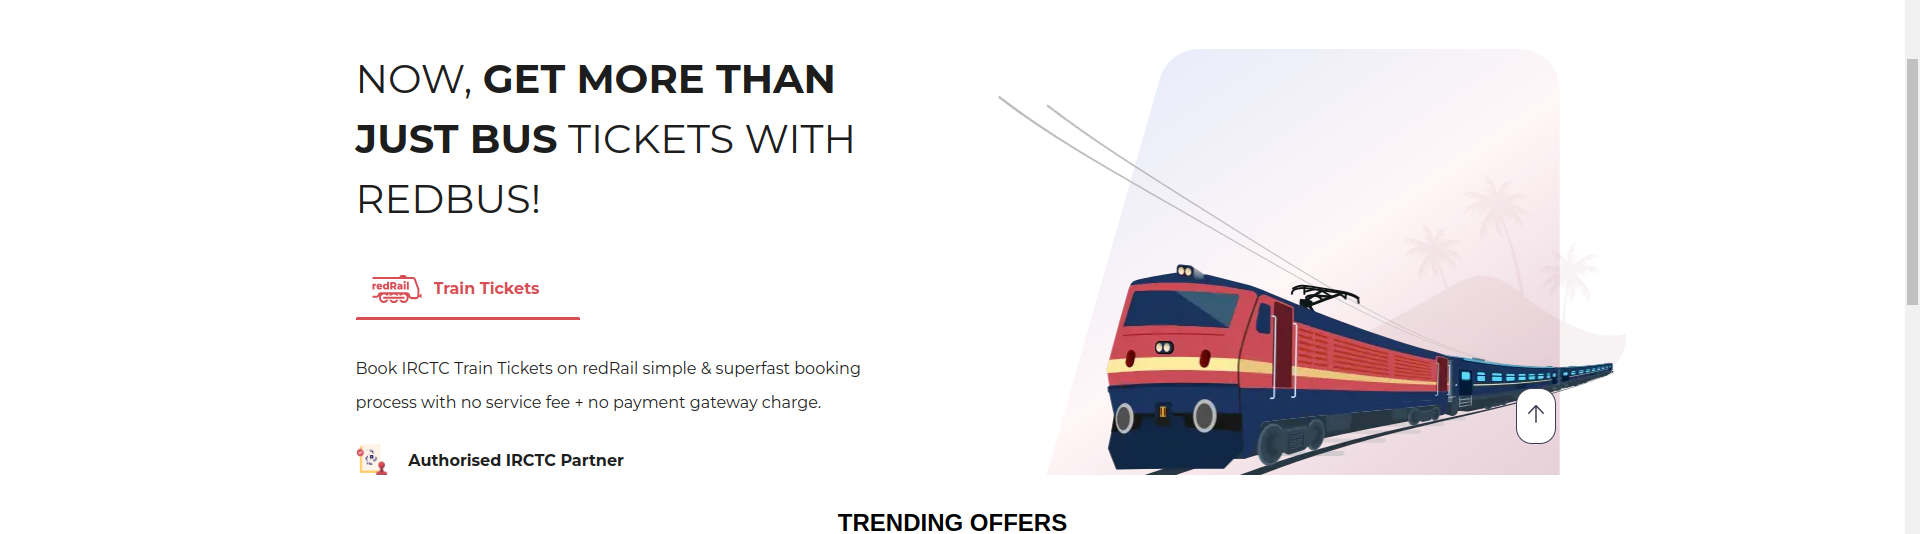 NOW, GET MORE THAN
JUST BUS TICKETS WITH
REDBUS!
redRail Train Tickets
Book IRCTC Train Tickets on redRail simple & superfast booking
process with no service fee + no payment gateway charge.
Authorised IRCTC Partner
TRENDING OFFERS